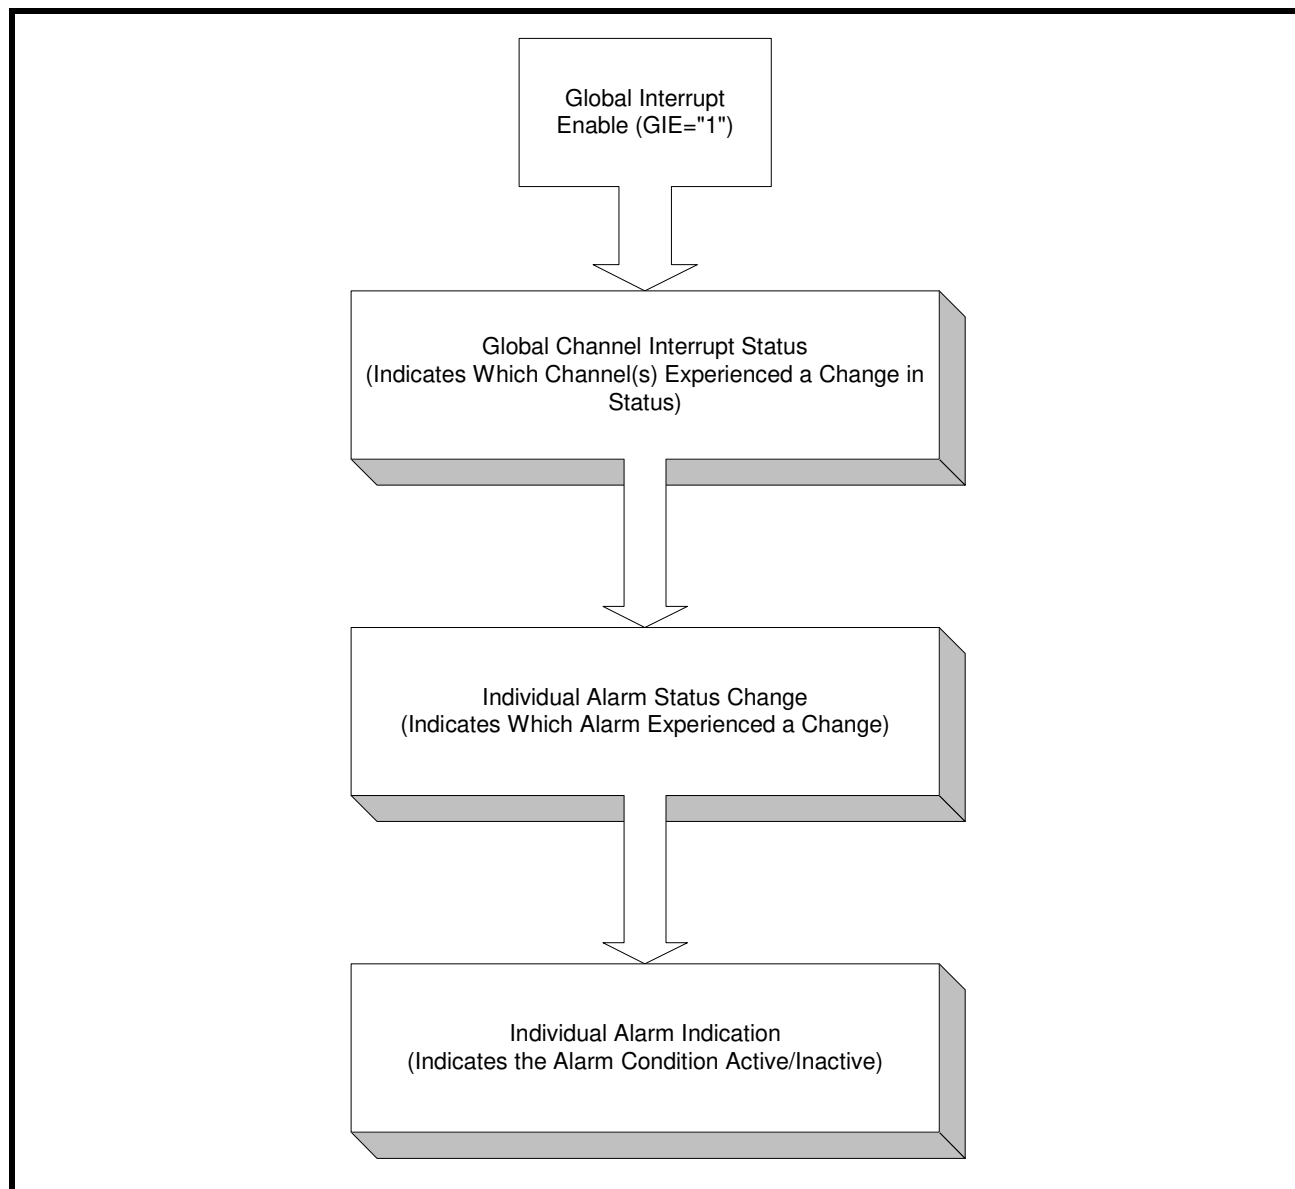 Global Interrupt
Enable (GIE="1")
Global Channel Interrupt Status
(Indicates Which Channel(s) Experienced a Change in
Status)
Individual Alarm Status Change
(Indicates Which Alarm Experienced a Change)
Individual Alarm Indication
(Indicates the Alarm Condition Active/Inactive)